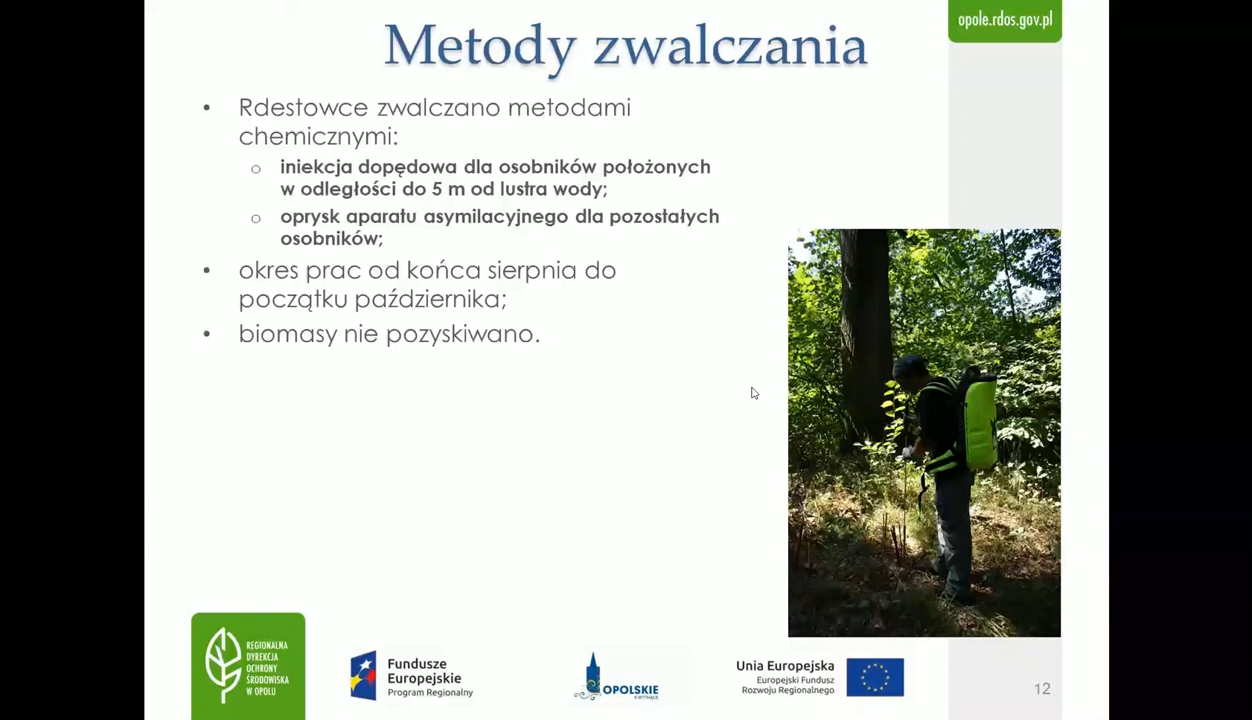 opole.rdos.gov.pl
Metody zwalczania
• Rdestowce zwalczano metodami
chemicznymi:
o iniekcja dopędowa dla osobników położonych
w odległości do 5 m od lustra wody;
o oprysk aparatu asymilacyjnego dla pozostałych
osobników;
• okres prac od końca sierpnia do
początku października;
• biomasy nie pozyskiwano.
REGIONALNA
DYREKCJA
OCHRONY
ŚRODOWISKA
W OPOLU
Fundusze
Europejskie
Program Regionalny
OPOLSKIE
Unia Europejska
Europejski Fundusz
Rozwoju Regionalnego
12